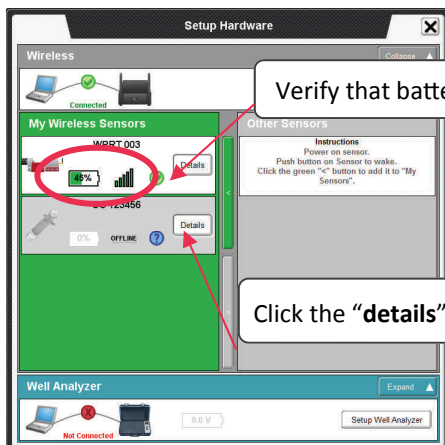 Setup Hardware
Wireless
Collapse
Connected
Verify that batte
My Wireless Sensors
Other Sensors
WPRT 003
45%
Details
Instructions
Power on sensor.
Push button on Sensor to wake.
Click the green "<" button to add it to "My
Sensors".
<
123456
0%
OFFLINE
?
Details
Click the “details”
Well Analyzer
Expand
Not Connected
0.0 V
Setup Well Analyzer